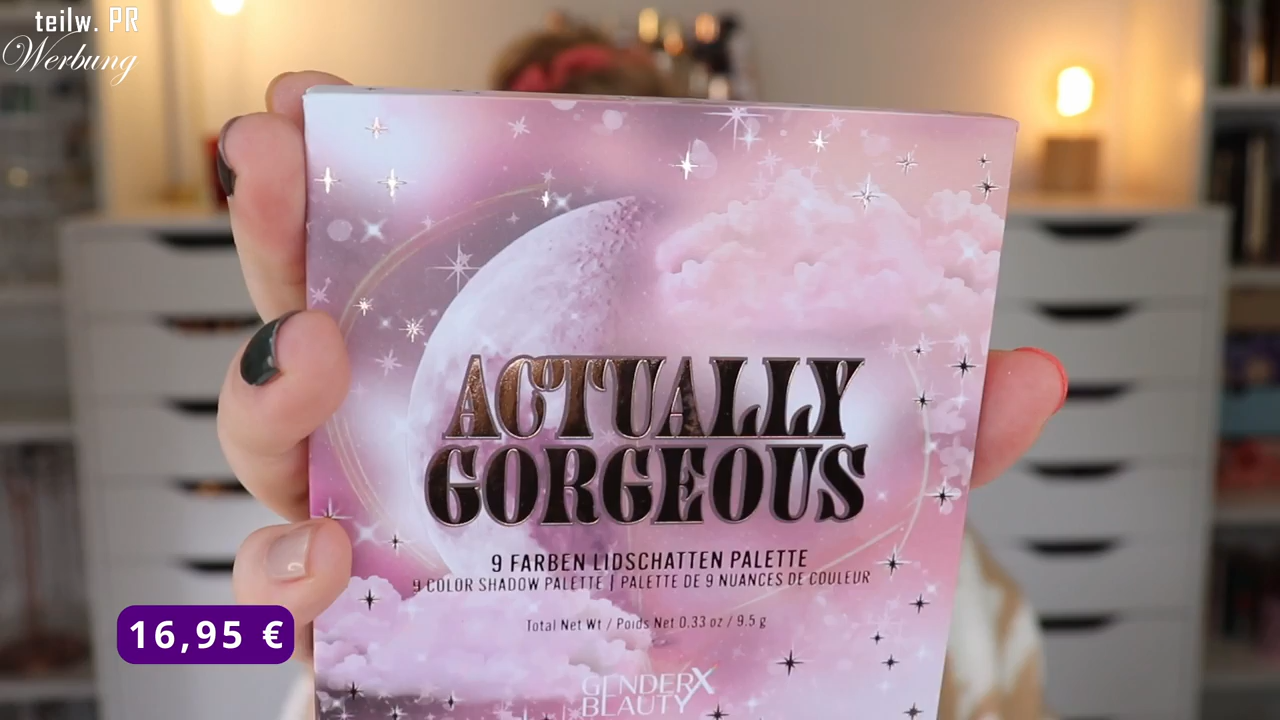 teilw. PR
Werbung
ACTUALLY
GORGEOUS
9 FARBEN LIDSCHATTEN PALETTE
9 COLOR SHADOW PALETTE | PALETTE DE 9 NUANCES DE COULEUR
Total Net Wt / Poids Net 0.33 oz / 9.5 g
GENDERX
BEAUTY
16,95 €